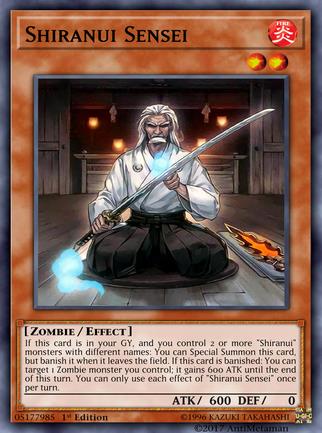 Shiranui Sensei
FIRE
炎
[Zombie / Effect]
If this card is in your GY, and you control 2 or more "Shiranui"
monsters with different names: You can Special Summon this card,
but banish it when it leaves the field. If this card is banished: You can
target 1 Zombie monster you control; it gains 600 ATK until the end
of this turn. You can only use each effect of "Shiranui Sensei" once
per turn.
ATK/ 600 DEF/ 0
05177985 1st Edition ©1996 KAZUKI TAKAHASHI
©2017 AntiMetaman